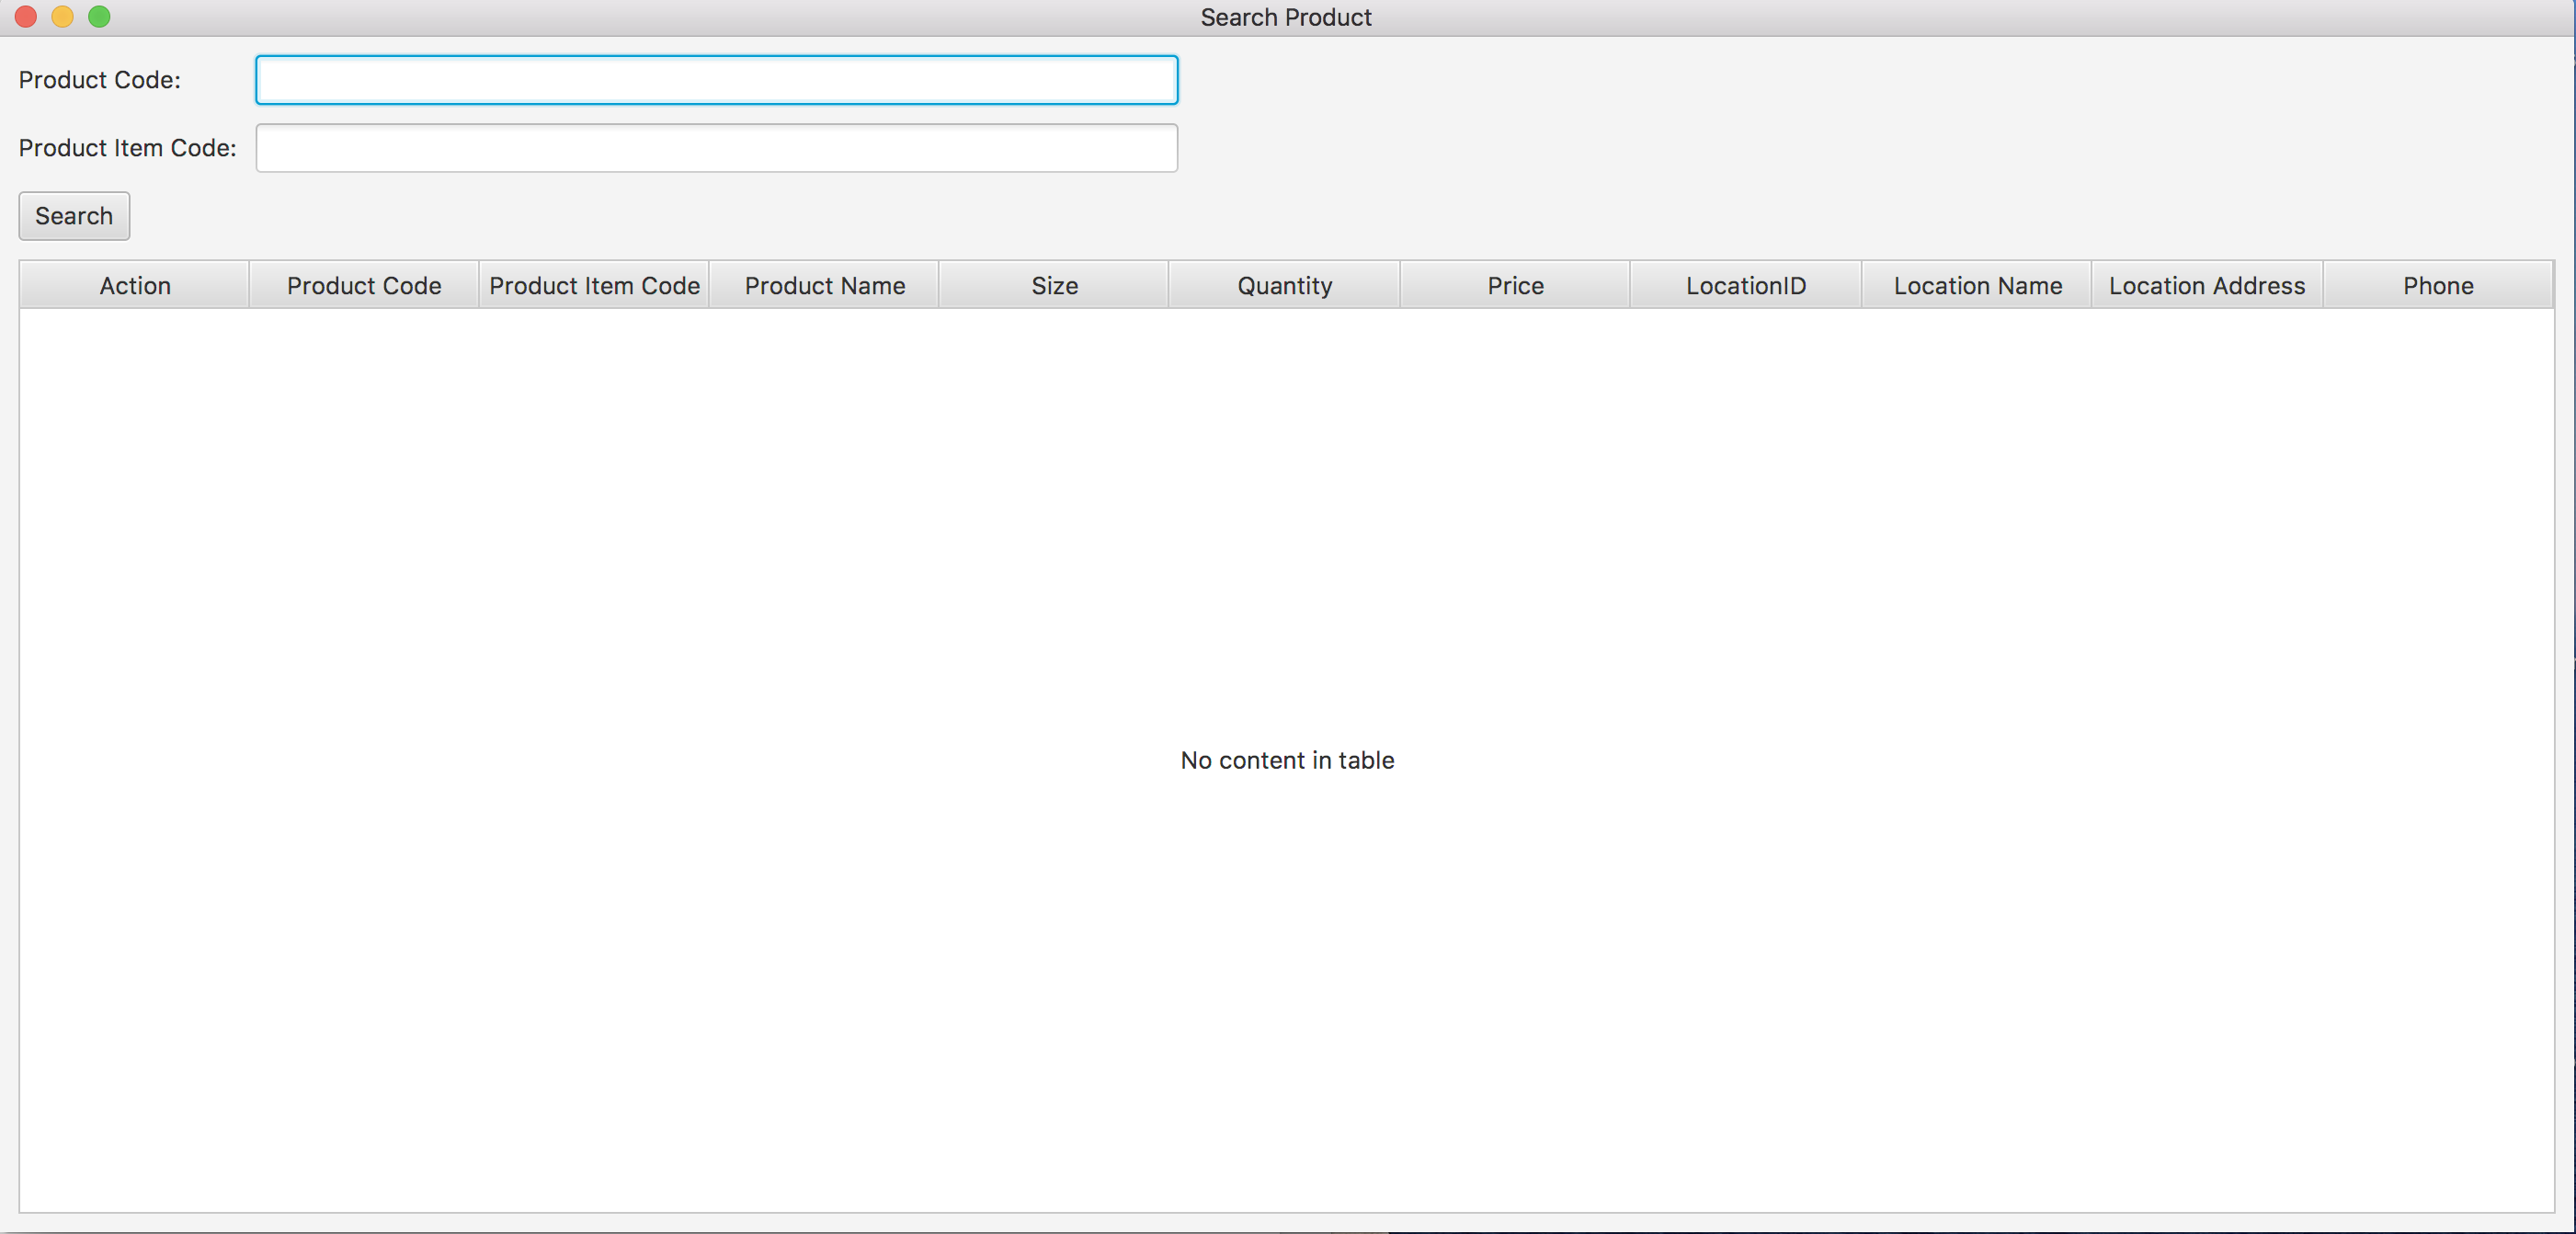 Search Product
Product Code:
Product Item Code:
Search
Action Product Code Product Item Code Product Name Size Quantity Price LocationID Location Name Location Address Phone
No content in table